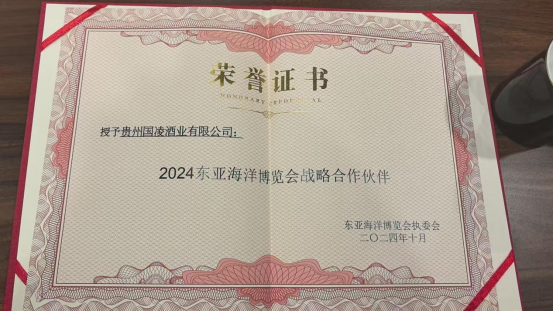 荣誉证书
HONORARY CREDENTIAL
授予贵州国凌酒业有限公司：
2024东亚海洋博览会战略合作伙伴
东亚海洋博览会执委会
二〇二四年十月